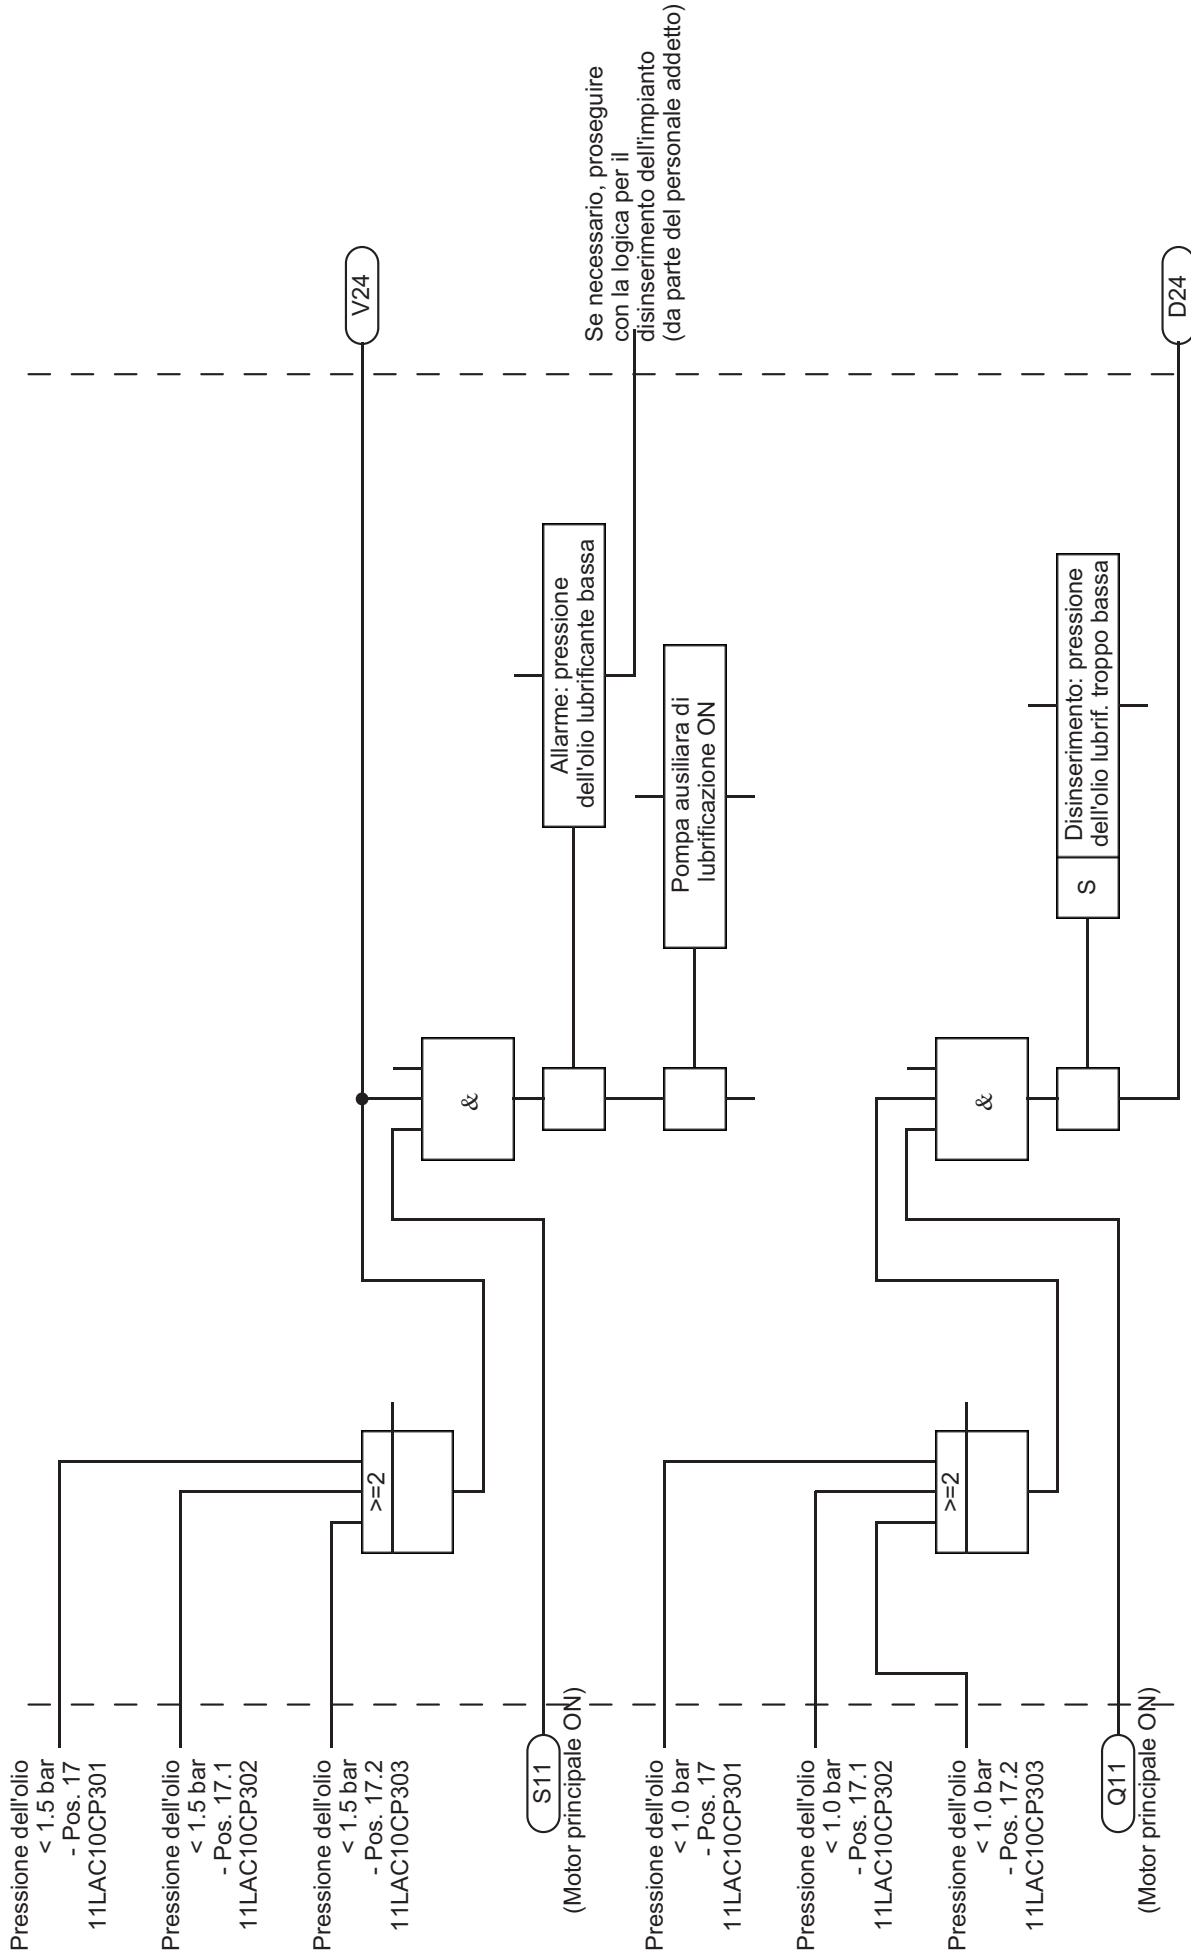 Pressione dell'olio
< 1.5 bar
- Pos. 17
11LAC10CP301
Pressione dell'olio
< 1.5 bar
- Pos. 17.1
11LAC10CP302
Pressione dell'olio
< 1.5 bar
- Pos. 17.2
11LAC10CP303
S11
(Motor principale ON)
Pressione dell'olio
< 1.0 bar
- Pos. 17
11LAC10CP301
Pressione dell'olio
< 1.0 bar
- Pos. 17.1
11LAC10CP302
Pressione dell'olio
< 1.0 bar
- Pos. 17.2
11LAC10CP303
Q11
(Motor principale ON)
>=2
>=2
&
&
Allarme: pressione
dell'olio lubrificante bassa
Pompa ausiliara di
lubrificazione ON
S
Disinserimento: pressione
dell'olio lubrif. troppo bassa
V24
Se necessario, proseguire
con la logica per il
disinserimento dell'impianto
(da parte del personale addetto)
D24